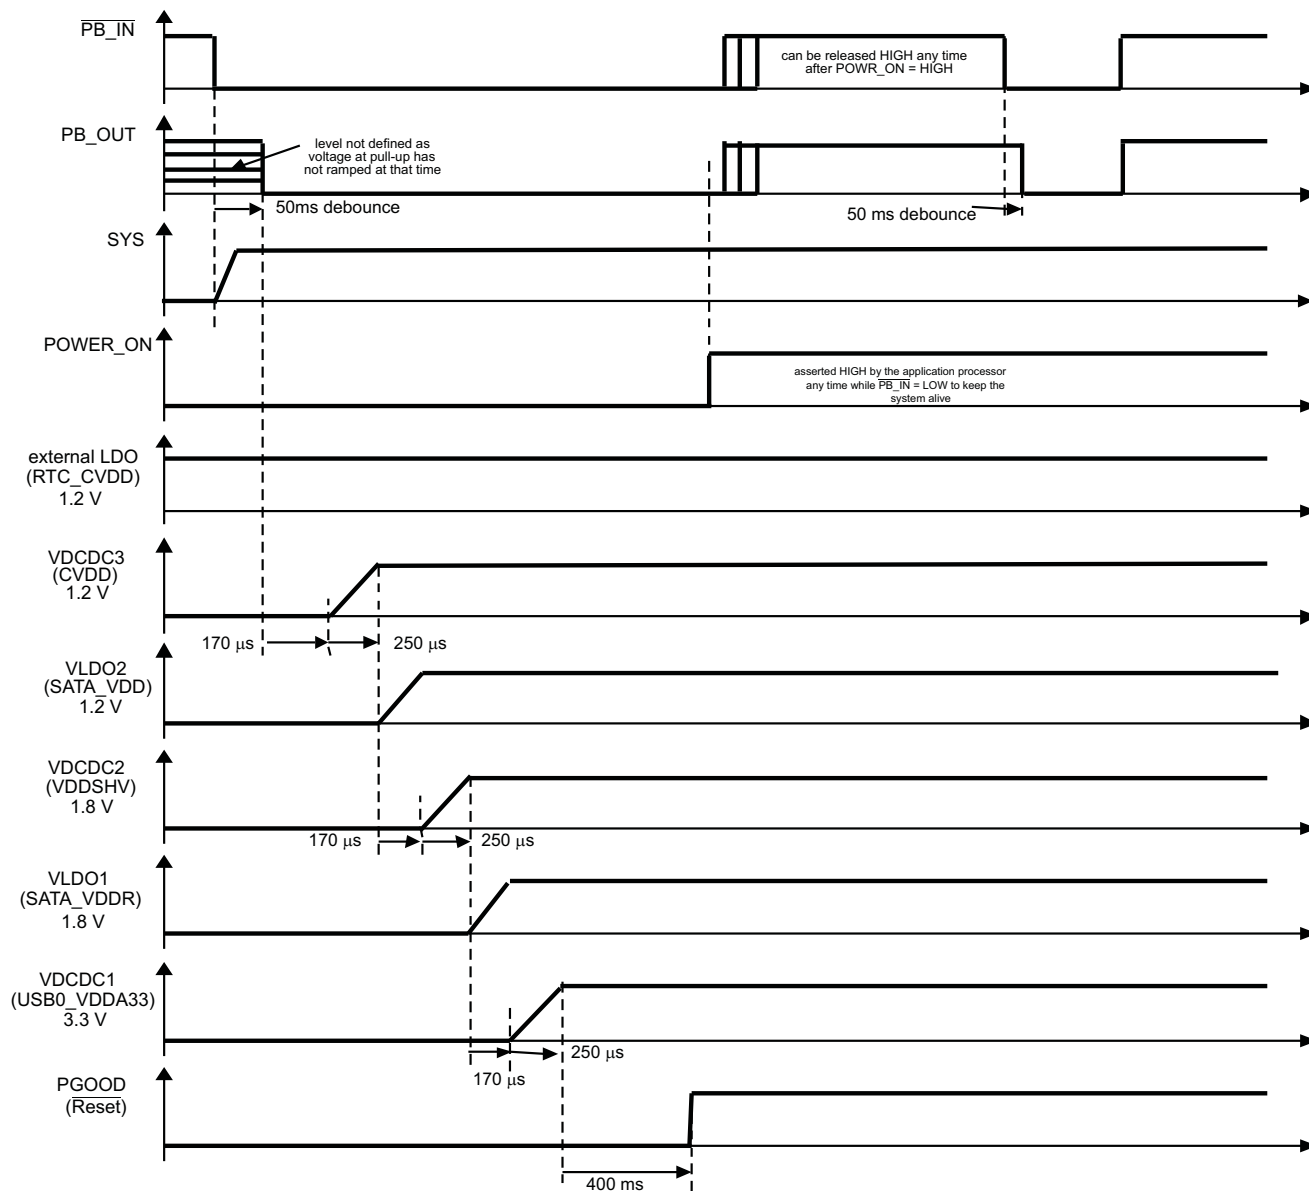 PB_IN
can be released HIGH any time
after POWR_ON = HIGH
PB_OUT
level not defined as
voltage at pull-up has
not ramped at that time
50ms debounce
50 ms debounce
SYS
POWER_ON
asserted HIGH by the application processor
any time while PB_IN = LOW to keep the
system alive
external LDO
(RTC_CVDD)
1.2 V
VDCDC3
(CVDD)
1.2 V
170 μs
250 μs
VLDO2
(SATA_VDD)
1.2 V
VDCDC2
(VDDSHV)
1.8 V
170 μs
250 μs
VLDO1
(SATA_VDDR)
1.8 V
VDCDC1
(USB0_VDDA33)
3.3 V
250 μs
170 μs
PGOOD
(Reset)
400 ms